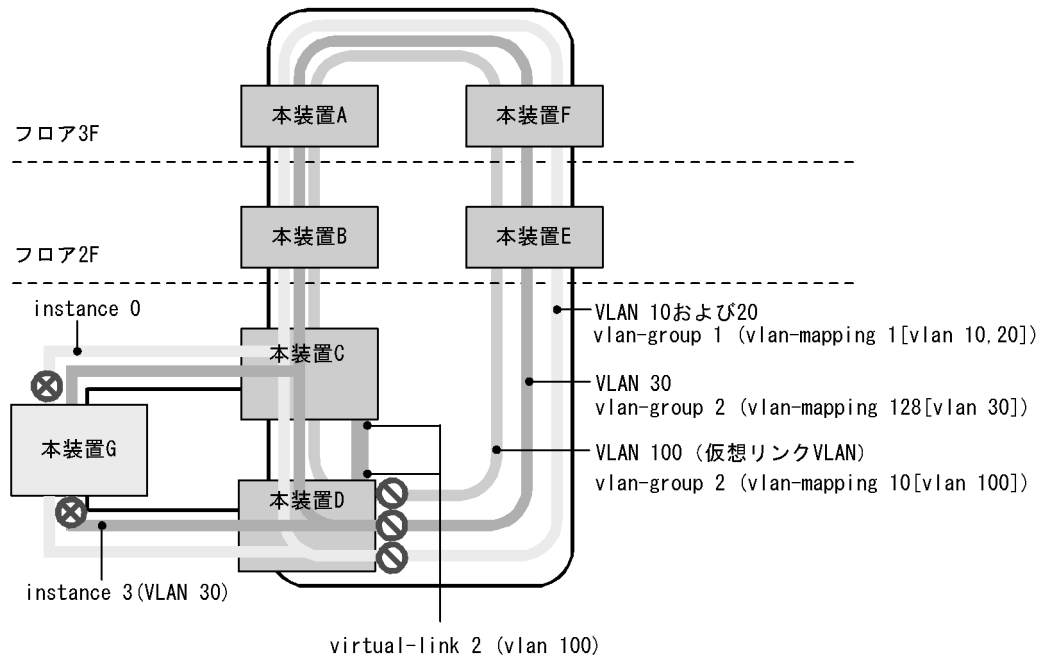 本装置A
本装置F
フロア3F
本装置B
本装置E
フロア2F
instance 0
VLAN 10および20
vlan-group 1 (vlan-mapping 1[vlan 10,20])
本装置C
VLAN 30
vlan-group 2 (vlan-mapping 128[vlan 30])
本装置G
VLAN 100 (仮想リンクVLAN)
vlan-group 2 (vlan-mapping 10[vlan 100])
本装置D
instance 3(VLAN 30)
virtual-link 2 (vlan 100)